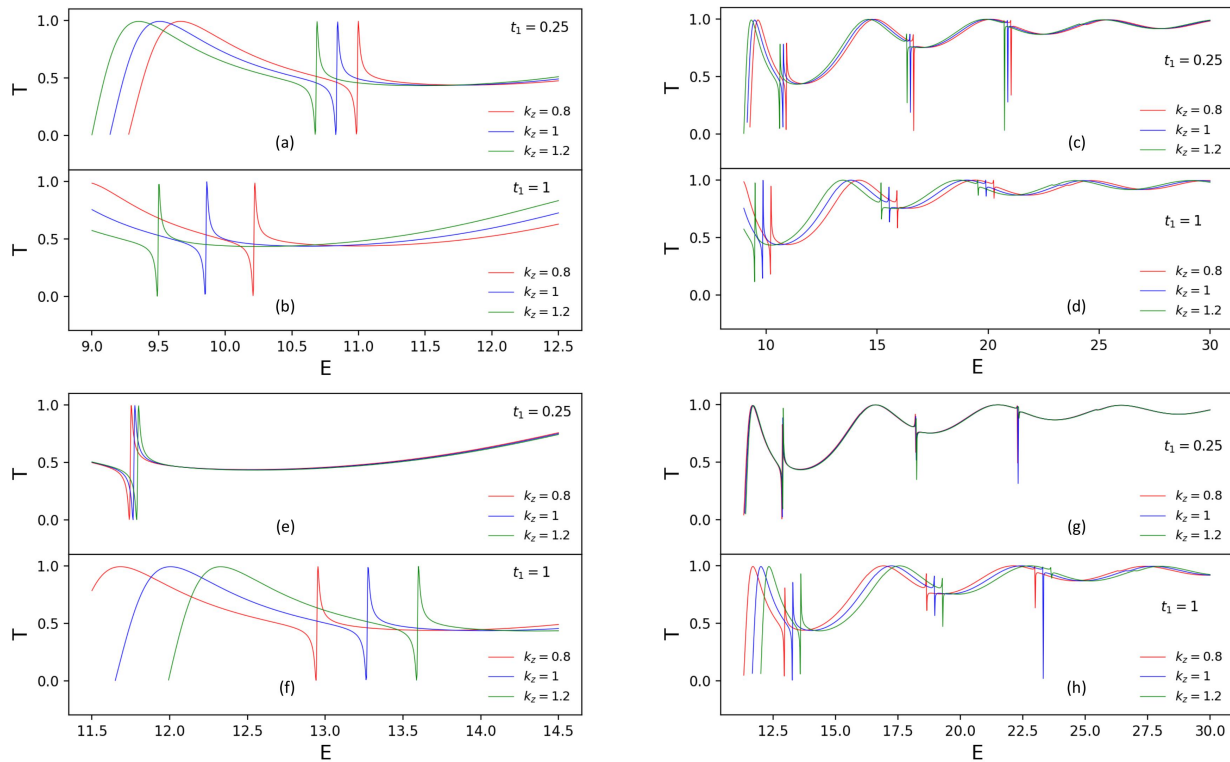 1.0
0.5
0.0
T
t₁ = 0.25
k_z = 0.8
k_z = 1
k_z = 1.2
(a)
1.0
0.5
0.0
T
t₁ = 1
k_z = 0.8
k_z = 1
k_z = 1.2
(b)
9.0 9.5 10.0 10.5 11.0 11.5 12.0 12.5
E
1.0
0.5
0.0
T
t₁ = 0.25
k_z = 0.8
k_z = 1
k_z = 1.2
(c)
1.0
0.5
0.0
T
t₁ = 1
k_z = 0.8
k_z = 1
k_z = 1.2
(d)
10 15 20 25 30
E
1.0
0.5
0.0
T
t₁ = 0.25
k_z = 0.8
k_z = 1
k_z = 1.2
(e)
1.0
0.5
0.0
T
t₁ = 1
k_z = 0.8
k_z = 1
k_z = 1.2
(f)
11.5 12.0 12.5 13.0 13.5 14.0 14.5
E
1.0
0.5
0.0
T
t₁ = 0.25
k_z = 0.8
k_z = 1
k_z = 1.2
(g)
1.0
0.5
0.0
T
t₁ = 1
k_z = 0.8
k_z = 1
k_z = 1.2
(h)
12.5 15.0 17.5 20.0 22.5 25.0 27.5 30.0
E